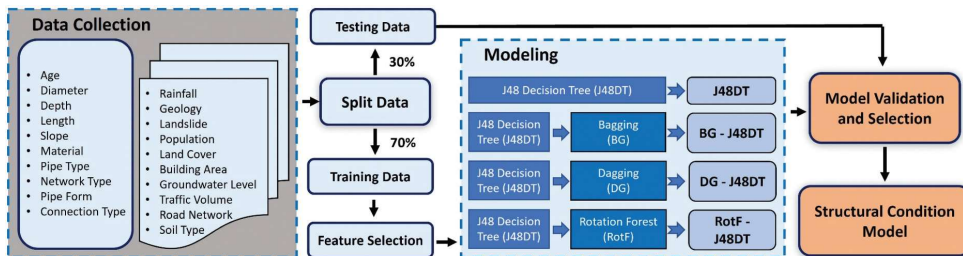 Data Collection
• Age
• Diameter
• Depth
• Length
• Slope
• Material
• Pipe Type
• Network Type
• Pipe Form
• Connection Type
• Rainfall
• Geology
• Landslide
• Population
• Land Cover
• Building Area
• Groundwater Level
• Traffic Volume
• Road Network
• Soil Type
Testing Data
30%
Split Data
70%
Training Data
Feature Selection
Modeling
J48 Decision Tree (J48DT)
J48DT
J48 Decision
Tree (J48DT)
Bagging
(BG)
BG - J48DT
J48 Decision
Tree (J48DT)
Dagging
(DG)
DG - J48DT
J48 Decision
Tree (J48DT)
Rotation Forest
(RotF)
RotF -
J48DT
Model Validation
and Selection
Structural Condition
Model